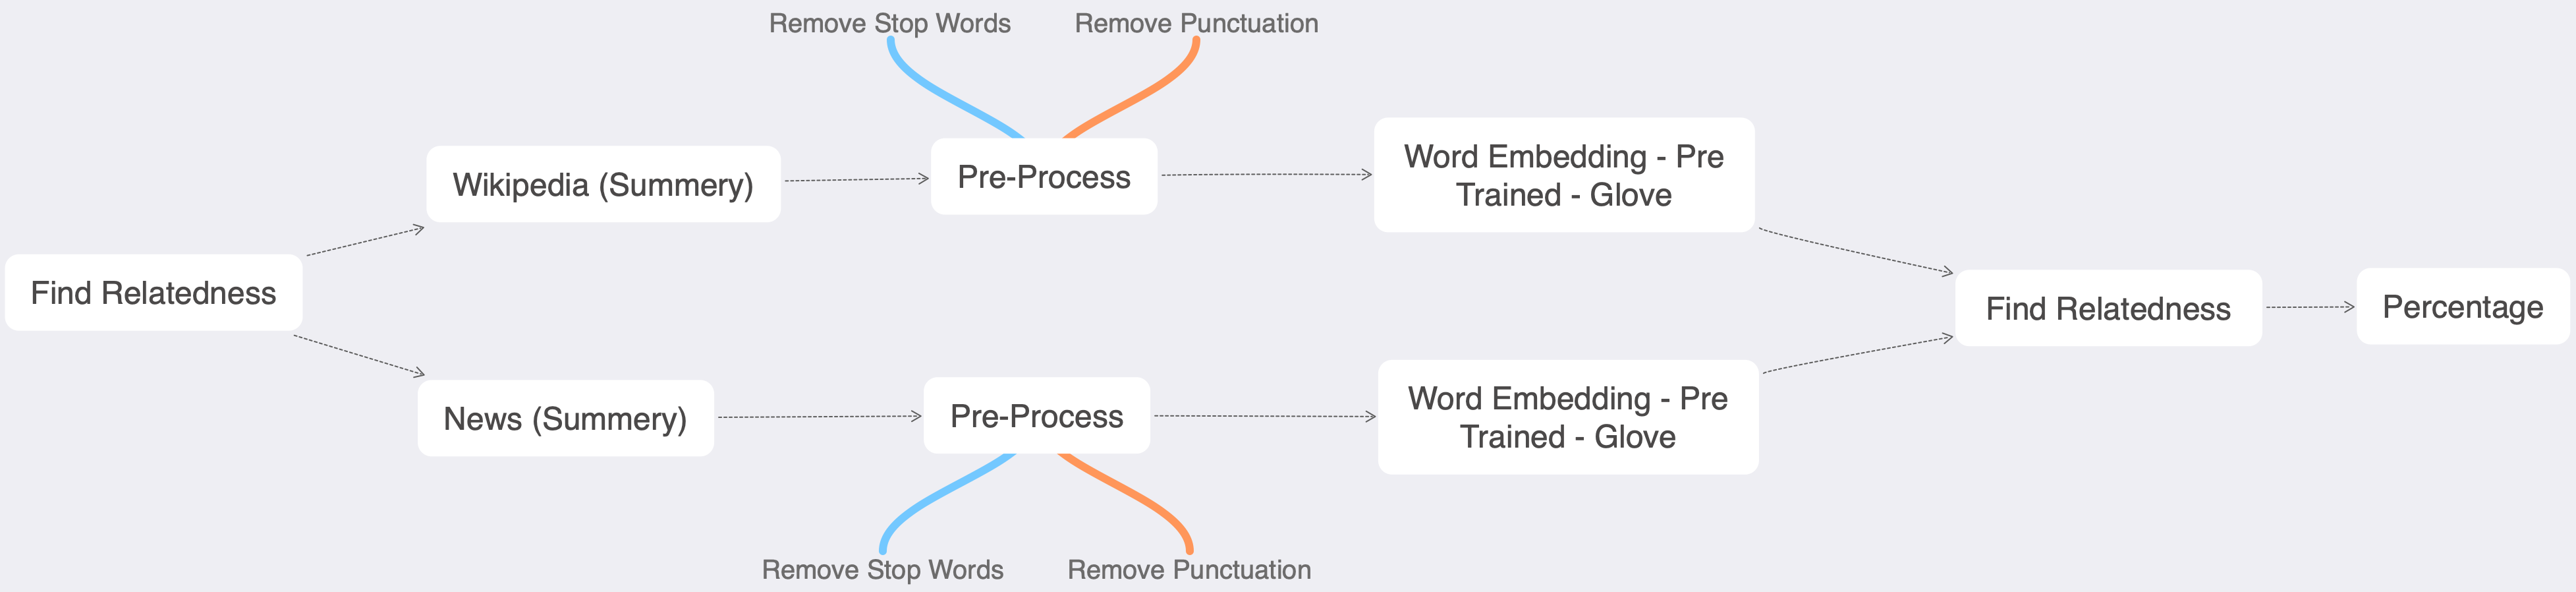 Remove Stop Words
Remove Punctuation
Wikipedia (Summery)
Pre-Process
Word Embedding - Pre
Trained - Glove
Find Relatedness
Find Relatedness
Percentage
News (Summery)
Pre-Process
Word Embedding - Pre
Trained - Glove
Remove Stop Words
Remove Punctuation